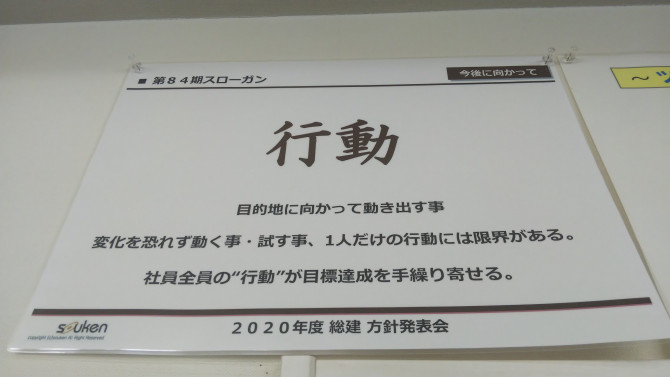 ■ 第84期スローガン
今後に向かって
行動
目的地に向かって動き出す事
変化を恐れず動く事・試す事、1人だけの行動には限界がある。
社員全員の“行動”が目標達成を手繰り寄せる。
souken
2020年度 総建 方針発表会
～ツ